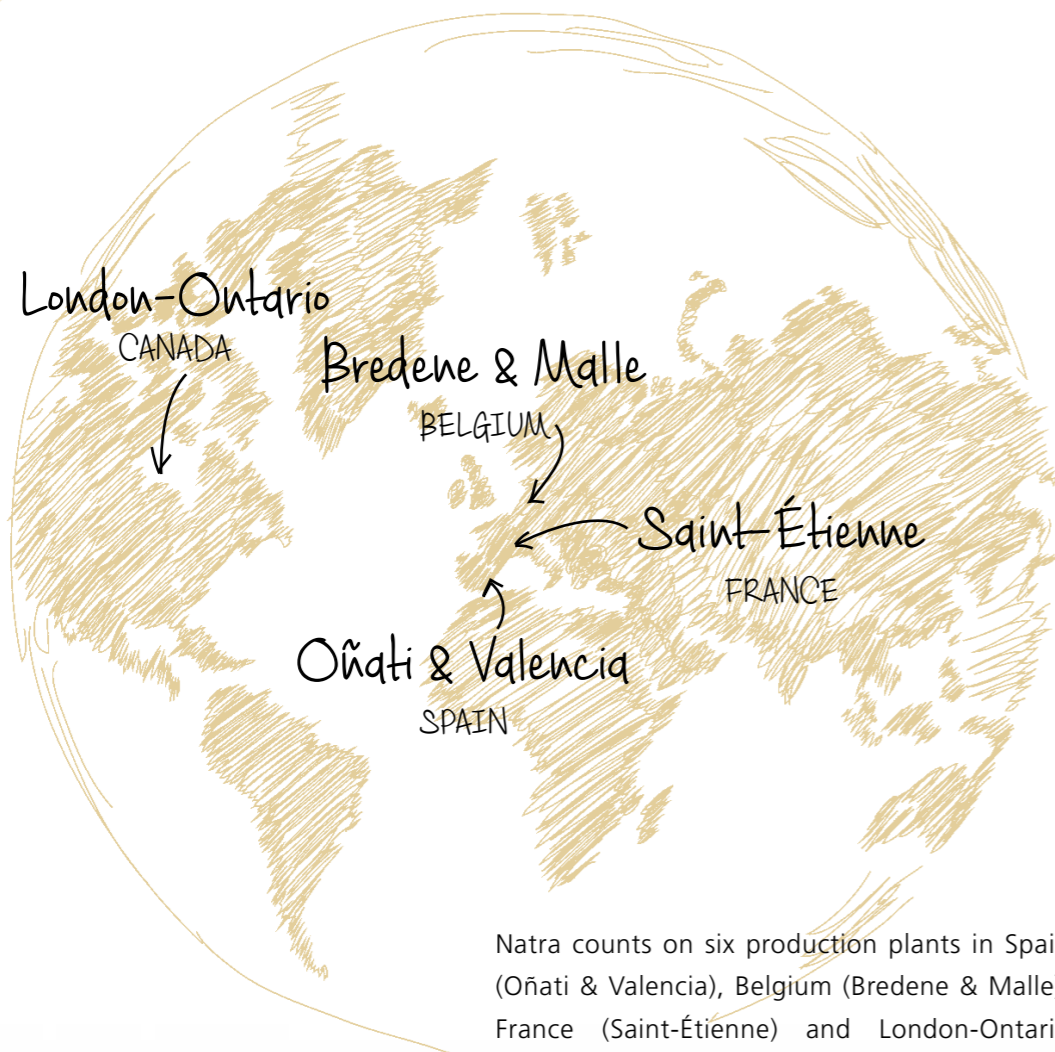 London-Ontario
CANADA
Bredene & Malle
BELGIUM
Saint-Étienne
FRANCE
Oñati & Valencia
SPAIN
Natra counts on six production plants in Spai
(Oñati & Valencia), Belgium (Bredene & Malle
France (Saint-Étienne) and London-Ontari